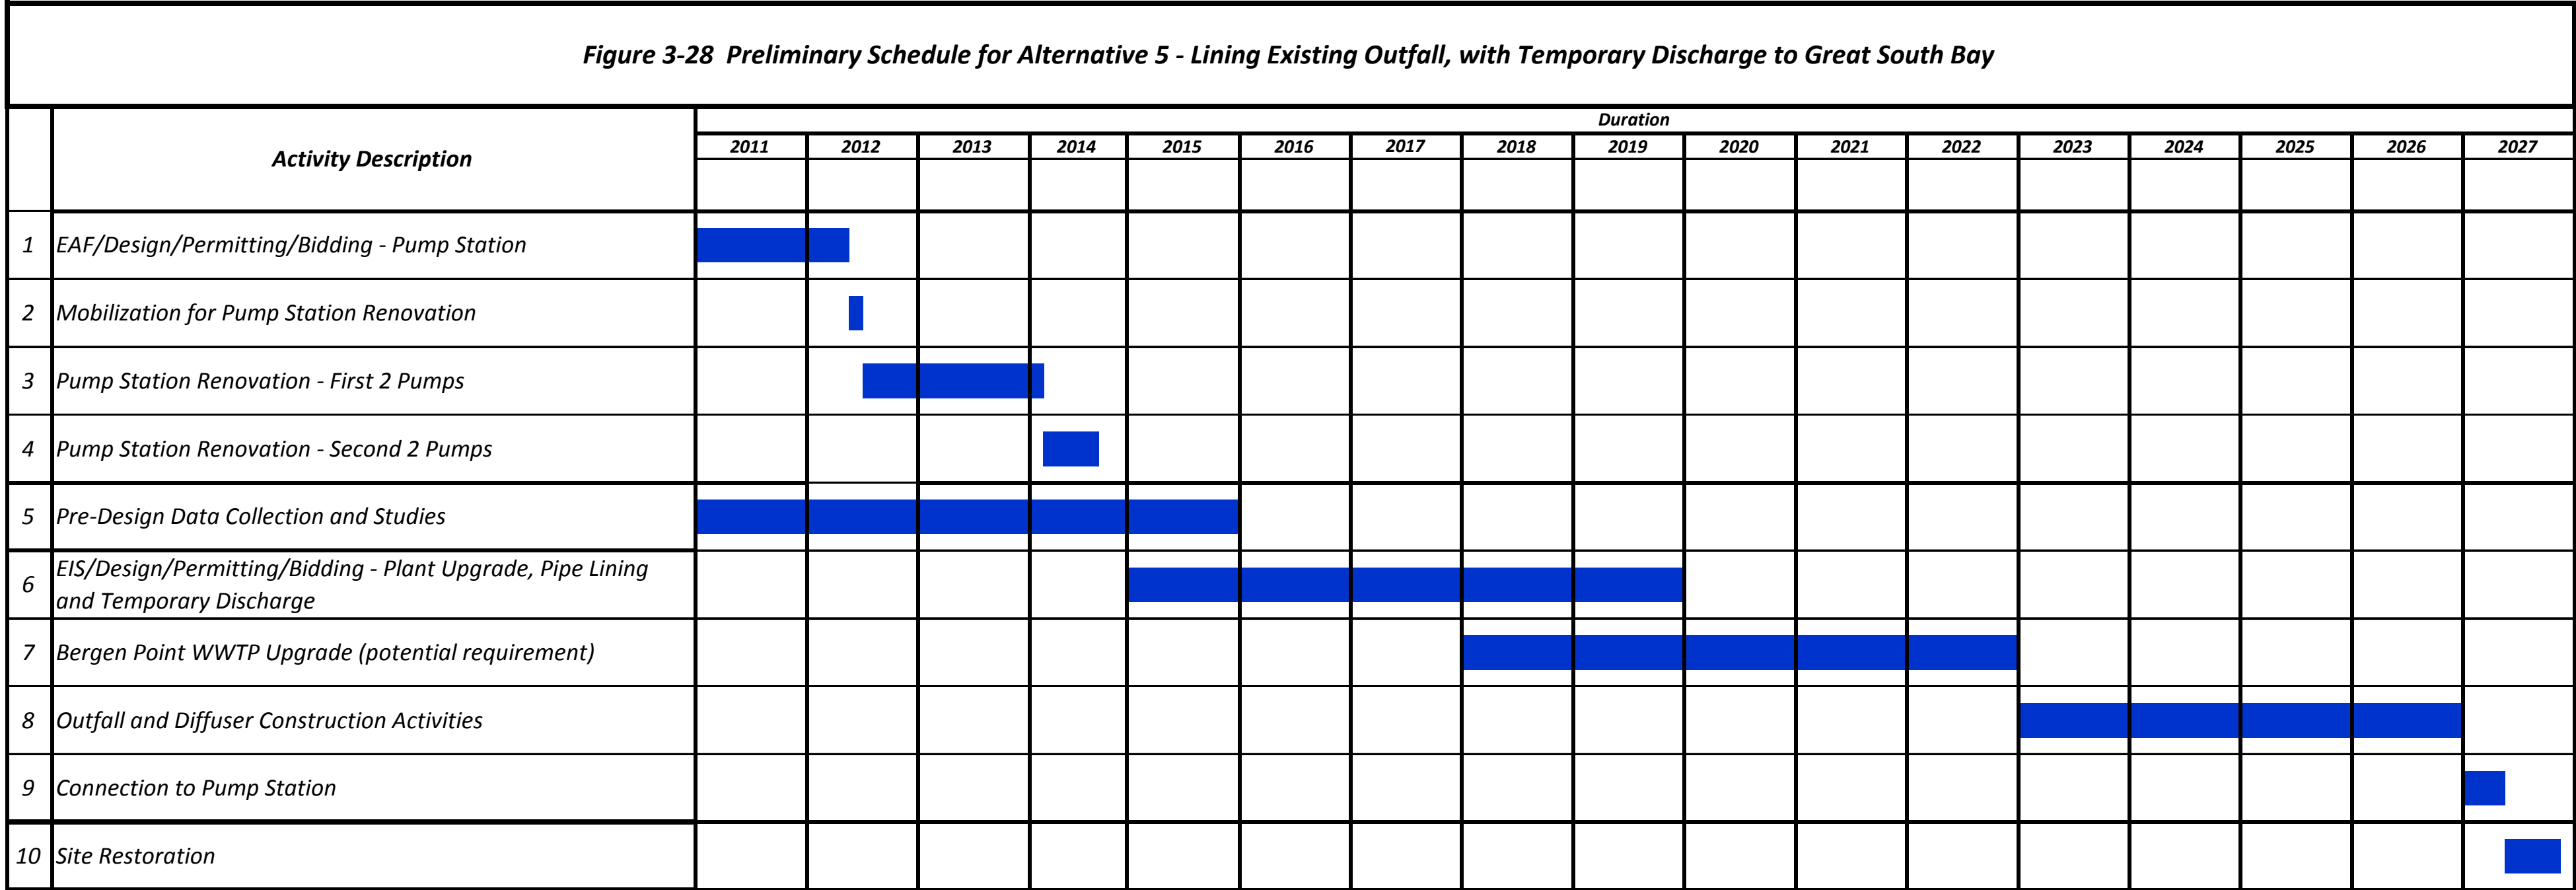 Figure 3-28 Preliminary Schedule for Alternative 5 - Lining Existing Outfall, with Temporary Discharge to Great South Bay
Duration
Activity Description
2011 2012 2013 2014 2015 2016 2017 2018 2019 2020 2021 2022 2023 2024 2025 2026 2027
1 EAF/Design/Permitting/Bidding - Pump Station
2 Mobilization for Pump Station Renovation
3 Pump Station Renovation - First 2 Pumps
4 Pump Station Renovation - Second 2 Pumps
5 Pre-Design Data Collection and Studies
6 EIS/Design/Permitting/Bidding - Plant Upgrade, Pipe Lining
and Temporary Discharge
7 Bergen Point WWTP Upgrade (potential requirement)
8 Outfall and Diffuser Construction Activities
9 Connection to Pump Station
10 Site Restoration